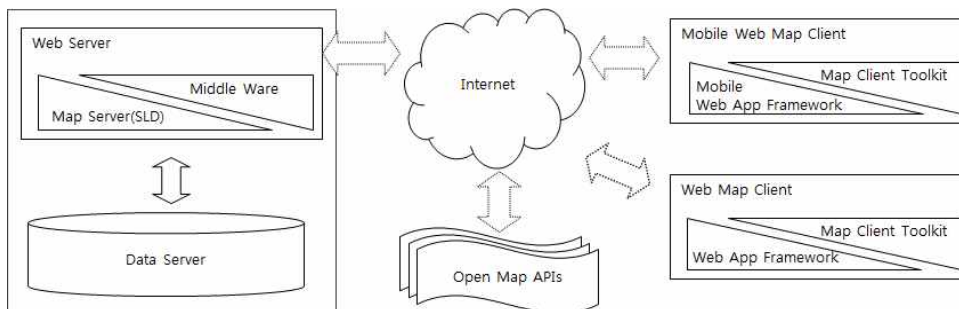 Web Server
Middle Ware
Map Server(SLD)
Data Server
Internet
Open Map APIs
Mobile Web Map Client
Map Client Toolkit
Mobile
Web App Framework
Web Map Client
Map Client Toolkit
Web App Framework